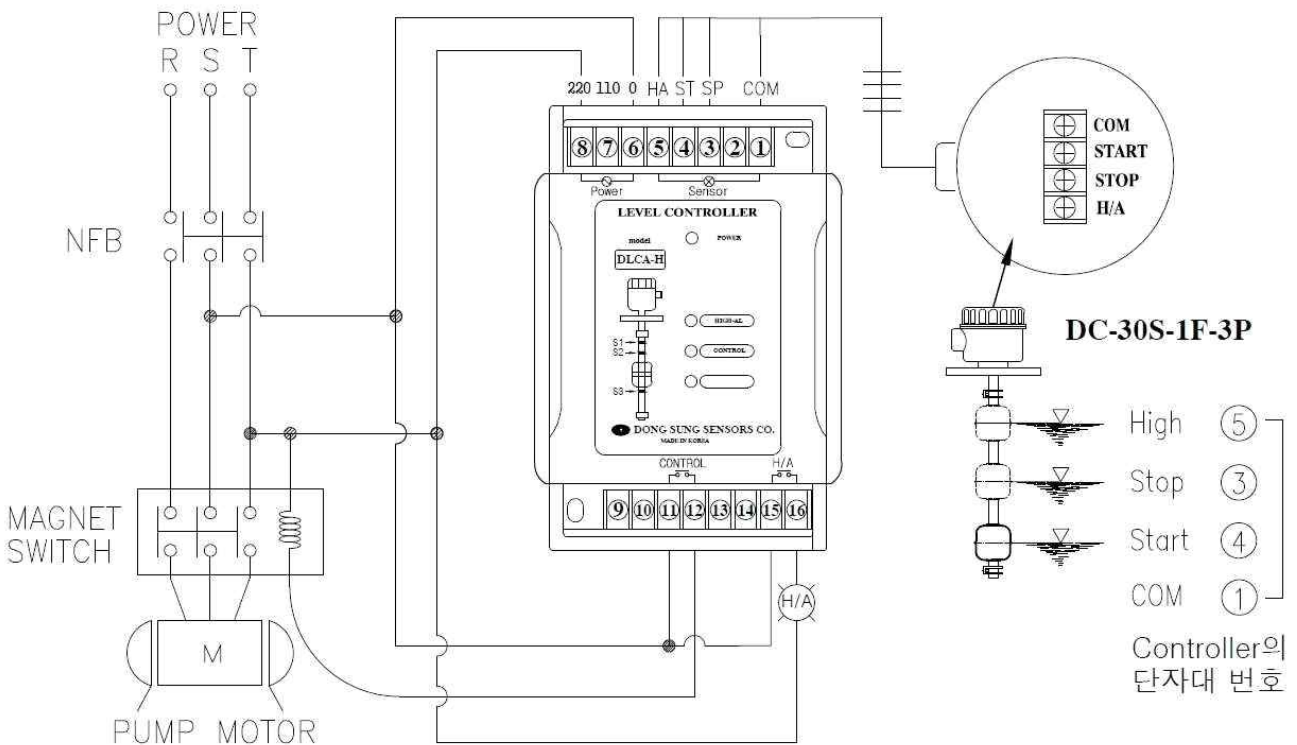 POWER
R S T
220 110 0 HA ST SP COM
8 7 6 5 4 3 2 1
Power Sensor
LEVEL CONTROLLER
model
POWER
DLCA-H
HIGH-AL
S1
S2
CONTROL
S3
DONG SUNG SENSORS CO.
MADE IN KOREA
CONTROL H/A
9 10 11 12 13 14 15 16
H/A
NFB
MAGNET
SWITCH
M
PUMP MOTOR
COM
START
STOP
H/A
DC-30S-1F-3P
High 5
Stop 3
Start 4
COM 1
Controller의
단자대 번호